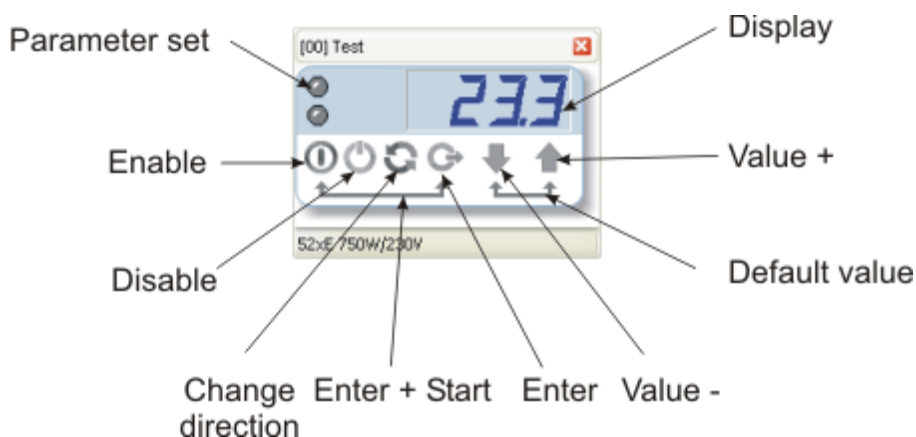 Parameter set
[00] Test
Display
23.3
Enable
Value +
52xE 750W/230V
Disable
Default value
Change direction
Enter + Start
Enter
Value -